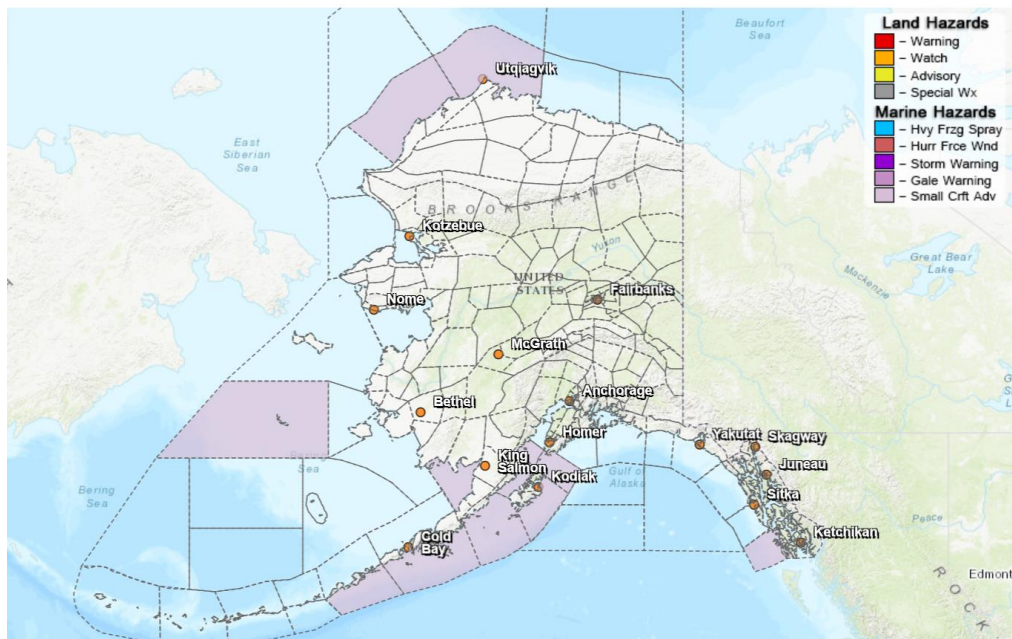 Beaufort
Sea
Land Hazards
– Warning
– Watch
– Advisory
– Special Wx
Marine Hazards
– Hvy Frzg Spray
– Hurr Frce Wnd
– Storm Warning
– Gale Warning
– Small Crft Adv
Utqiagvik
East
Siberian
Sea
BROOKS RANGE
Kotzebue
Yukon
Great Bear
Lake
Mackenzie
UNITED
STATES
Fairbanks
Nome
McGrath
Anchorage
Bethel
Homer
Yakutat
Skagway
King
Salmon
Juneau
Bering
Sea
Sea
Gulf of
Alaska
Kodiak
Sitka
Peace
Ketchikan
Cold
Bay
Edmont
ROCK